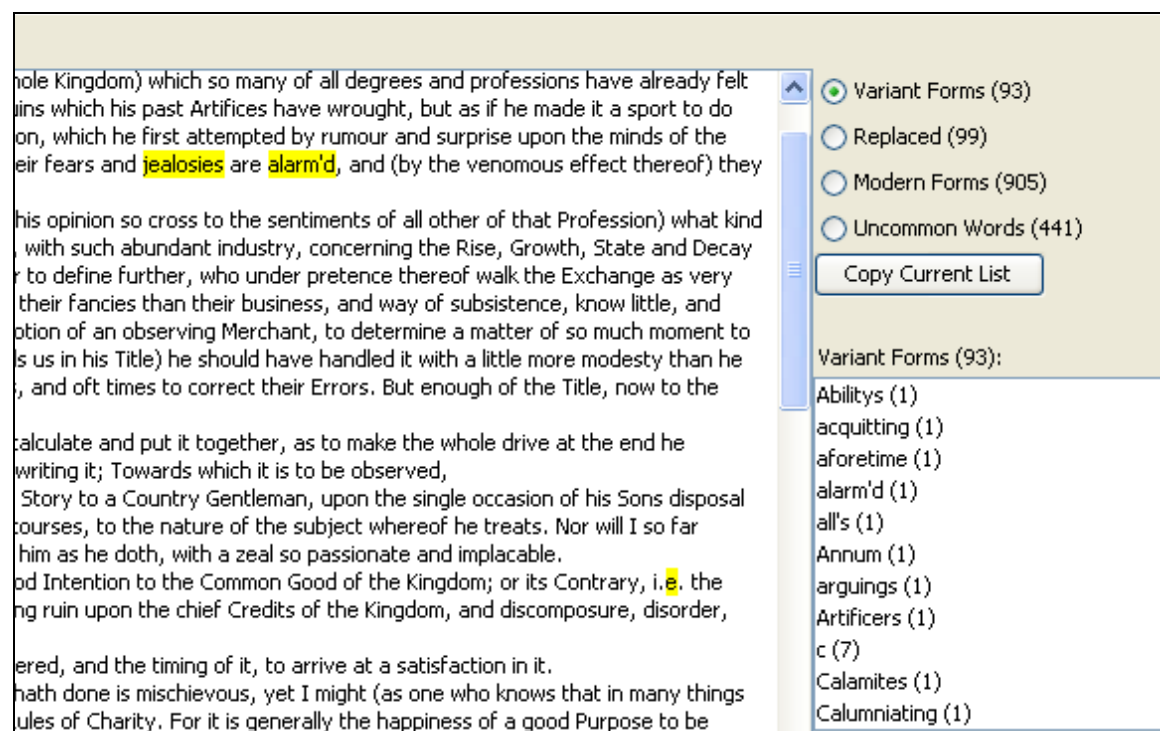 hole Kingdom) which so many of all degrees and professions have already felt
uins which his past Artifices have wrought, but as if he made it a sport to do
on, which he first attempted by rumour and surprise upon the minds of the
eir fears and jealosies are alarm'd, and (by the venomous effect thereof) they
his opinion so cross to the sentiments of all other of that Profession) what kind
, with such abundant industry, concerning the Rise, Growth, State and Decay
r to define further, who under pretence thereof walk the Exchange as very
their fancies than their business, and way of subsistence, know little, and
otion of an observing Merchant, to determine a matter of so much moment to
ls us in his Title) he should have handled it with a little more modesty than he
s, and oft times to correct their Errors. But enough of the Title, now to the
calculate and put it together, as to make the whole drive at the end he
writing it; Towards which it is to be observed,
Story to a Country Gentleman, upon the single occasion of his Sons disposal
courses, to the nature of the subject whereof he treats. Nor will I so far
him as he doth, with a zeal so passionate and implacable.
od Intention to the Common Good of the Kingdom; or its Contrary, i.e. the
ng ruin upon the chief Credits of the Kingdom, and discomposure, disorder,
ered, and the timing of it, to arrive at a satisfaction in it.
hath done is mischievous, yet I might (as one who knows that in many things
ules of Charity. For it is generally the happiness of a good Purpose to be
Variant Forms (93)
Replaced (99)
Modern Forms (905)
Uncommon Words (441)
Copy Current List
Variant Forms (93):
Abilitys (1)
acquitting (1)
aforetime (1)
alarm'd (1)
all's (1)
Annum (1)
arguings (1)
Artificers (1)
c (7)
Calamites (1)
Calumniating (1)